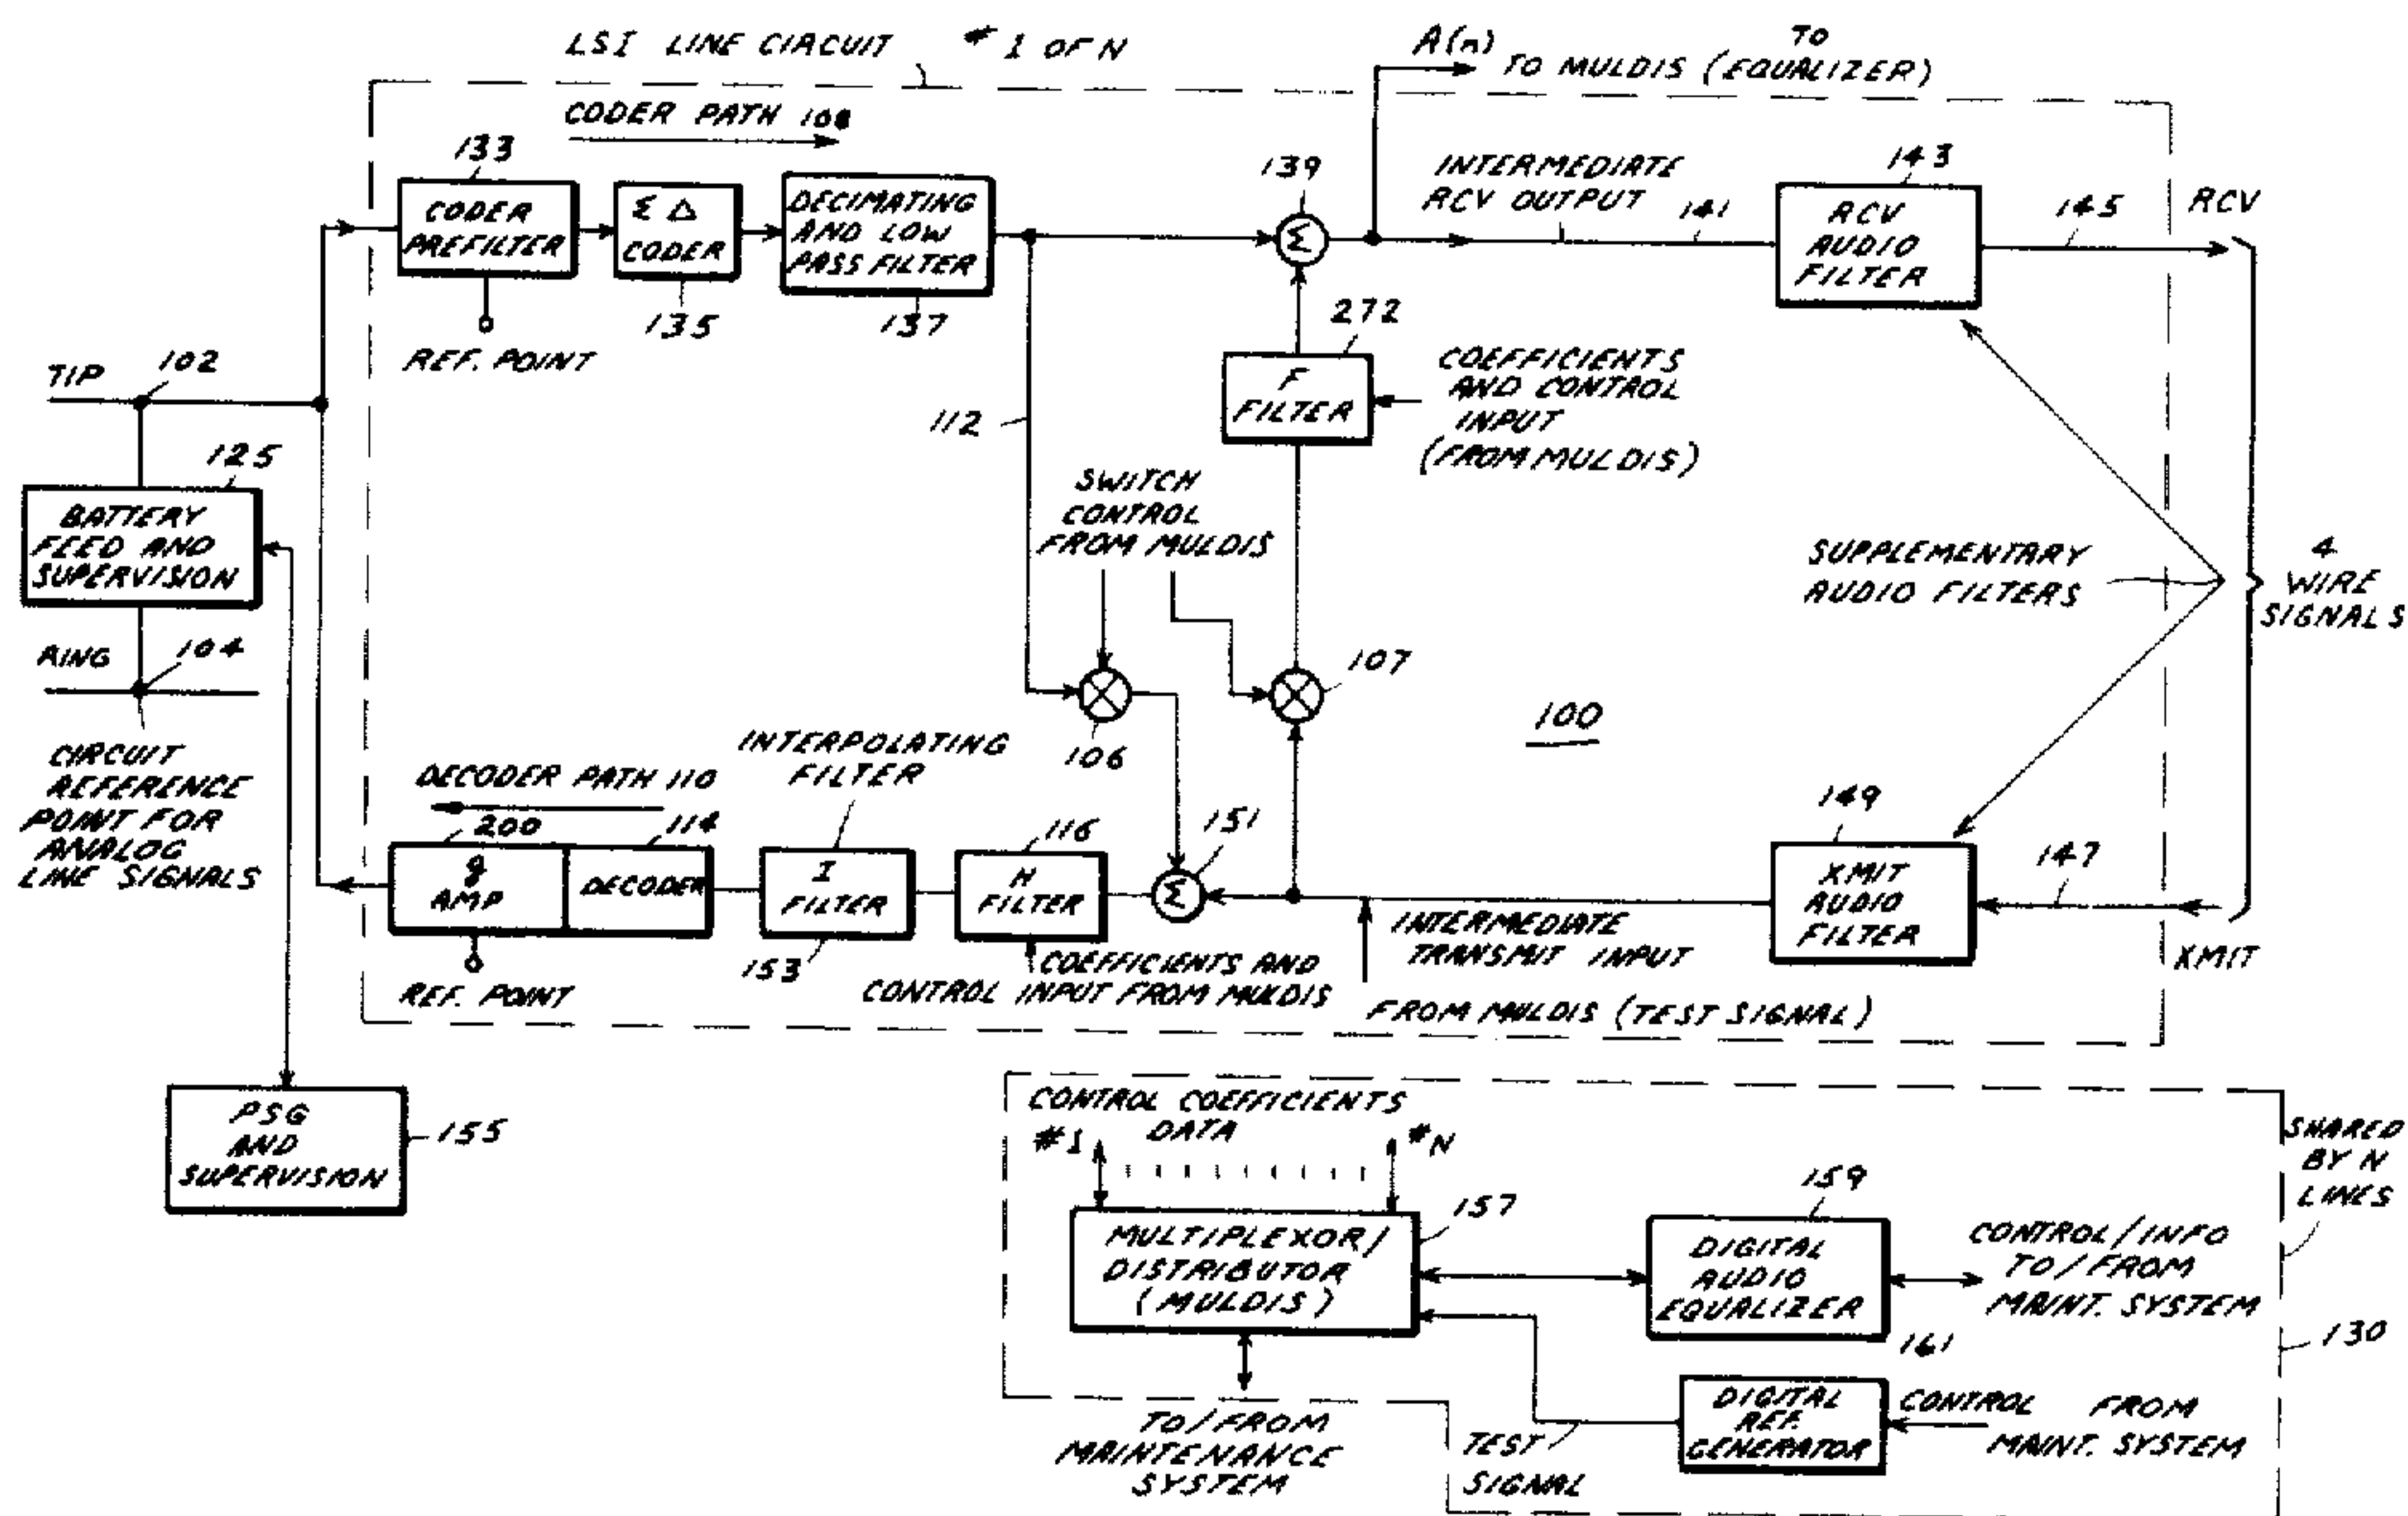 LSI LINE CIRCUIT #1 OF N
A(n)
TO
TO MULDIS (EQUALIZER)
CODER PATH 108
133
CODER
PREFILTER
REF. POINT
Σ Δ
CODER
135
DECIMATING
AND LOW
PASS FILTER
137
139
Σ
INTERMEDIATE
RCV OUTPUT
141
143
RCV
AUDIO
FILTER
145
RCV
272
F
FILTER
COEFFICIENTS
AND CONTROL
INPUT
(FROM MULDIS)
TIP
102
125
BATTERY
FEED AND
SUPERVISION
RING
104
CIRCUIT
REFERENCE
POINT FOR
ANALOG
LINE SIGNALS
112
SWITCH
CONTROL
FROM MULDIS
106
107
100
SUPPLEMENTARY
AUDIO FILTERS
4
WIRE
SIGNALS
DECODER PATH 110
INTERPOLATING
FILTER
200
114
g
AMP
DECODER
REF. POINT
I
FILTER
153
116
H
FILTER
COEFFICIENTS AND
CONTROL INPUT FROM MULDIS
151
Σ
INTERMEDIATE
TRANSMIT INPUT
FROM MULDIS (TEST SIGNAL)
149
XMIT
AUDIO
FILTER
147
XMIT
PSG
AND
SUPERVISION
155
CONTROL COEFFICIENTS
DATA
#1
#N
157
MULTIPLEXOR/
DISTRIBUTOR
(MULDIS)
TO/FROM
MAINTENANCE
SYSTEM
159
DIGITAL
AUDIO
EQUALIZER
CONTROL/INFO
TO/FROM
MAINT. SYSTEM
161
DIGITAL
REF.
GENERATOR
CONTROL FROM
MAINT. SYSTEM
TEST
SIGNAL
SHARED
BY N
LINES
130